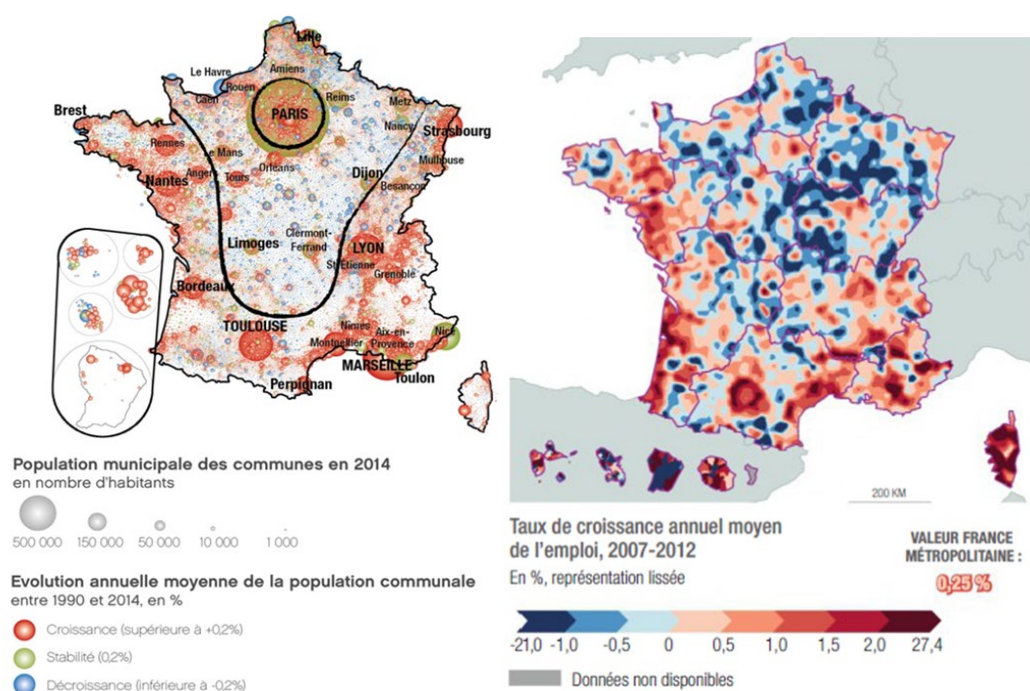 Lille
Le Havre
Amiens
Rouen
Caen
Reims
Metz
Brest
PARIS
Nancy
Strasbourg
Rennes
Le Mans
Orléans
Mulhouse
Nantes
Anger
Tours
Dijon
Besançon
Limoges
Clermont-
Ferrand
LYON
St-Étienne
Grenoble
Bordeaux
TOULOUSE
Nimes
Aix-en-
Provence
Nice
Montpellier
MARSEILLE
Toulon
Perpignan
Population municipale des communes en 2014
en nombre d'habitants
500 000 150 000 50 000 10 000 1 000
Evolution annuelle moyenne de la population communale
entre 1990 et 2014, en %
Croissance (supérieure à +0,2%)
Stabilité (0,2%)
Décroissance (inférieure à -0,2%)
200 KM
Taux de croissance annuel moyen
de l'emploi, 2007-2012
En %, représentation lissée
VALEUR FRANCE
MÉTROPOLITAINE :
0,25 %
-21,0 -1,0 -0,5 0 0,5 1,0 1,5 2,0 27,4
Données non disponibles